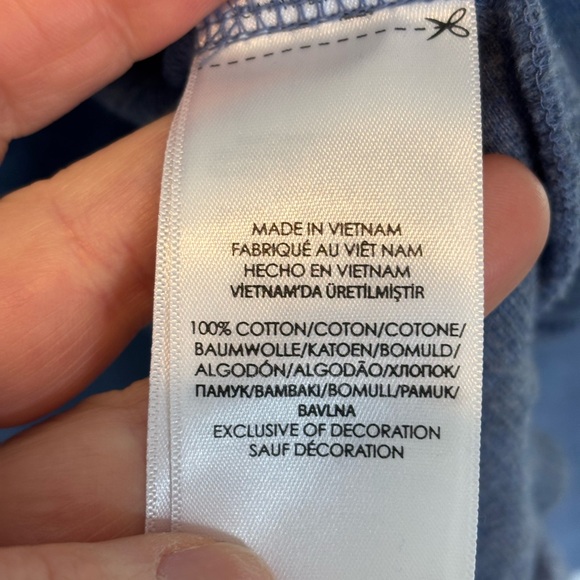 MADE IN VIETNAM
FABRIQUÉ AU VIÊT NAM
HECHO EN VIETNAM
VİETNAM'DA ÜRETİLMİŞTİR
100% COTTON/COTON/COTONE/
BAUMWOLLE/KATOEN/BOMULD/
ALGODÓN/ALGODÃO/ХЛОПОК/
ПАМУК/BAMBAKI/BOMULL/PAMUK/
BAVLNA
EXCLUSIVE OF DECORATION
SAUF DÉCORATION